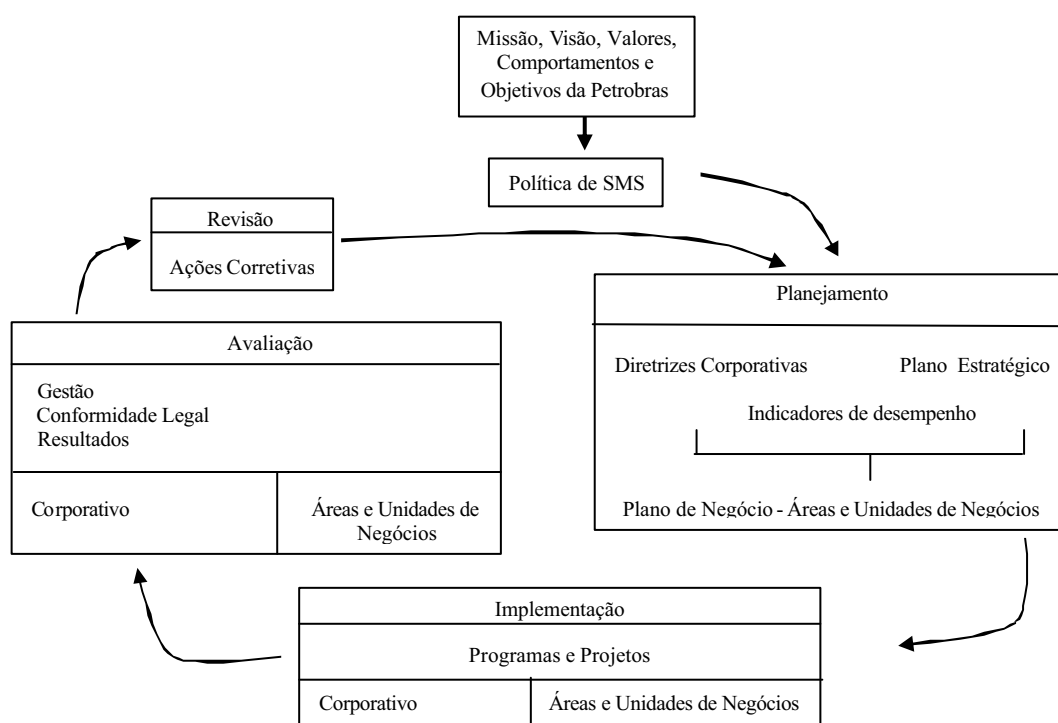 Missão, Visão, Valores,
Comportamentos e
Objetivos da Petrobras
Política de SMS
Revisão
Ações Corretivas
Planejamento
Diretrizes Corporativas Plano Estratégico
Indicadores de desempenho
Plano de Negócio - Áreas e Unidades de Negócios
Avaliação
Gestão
Conformidade Legal
Resultados
Corporativo
Áreas e Unidades de
Negócios
Implementação
Programas e Projetos
Corporativo
Áreas e Unidades de Negócios